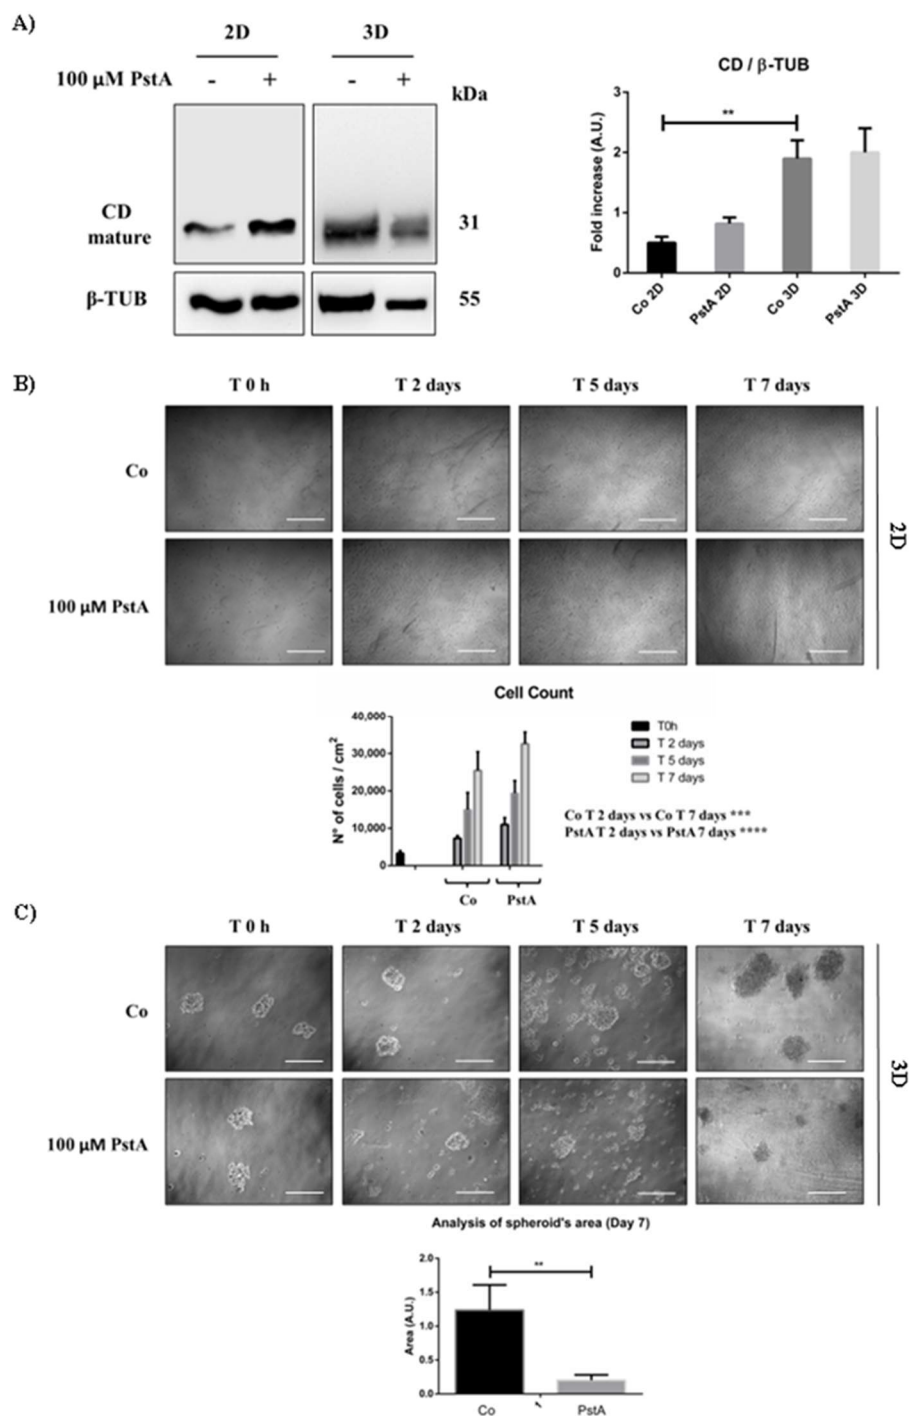 A)
2D 3D
100 µM PstA - + - +
kDa
CD mature 31
β-TUB 55
CD / β-TUB
Fold increase (A.U.)
3
2
1
0
**
Co 2D
PstA 2D
Co 3D
PstA 3D
B)
T 0 h T 2 days T 5 days T 7 days
Co
100 µM PstA
2D
Cell Count
N° of cells / cm²
40,000
30,000
20,000
10,000
0
Co PstA
T0h
T 2 days
T 5 days
T 7 days
Co T 2 days vs Co T 7 days ***
PstA T 2 days vs PstA 7 days ****
C)
T 0 h T 2 days T 5 days T 7 days
Co
100 µM PstA
3D
Analysis of spheroid's area (Day 7)
Area (A.U.)
2.0
1.5
1.0
0.5
0.0
**
Co PstA